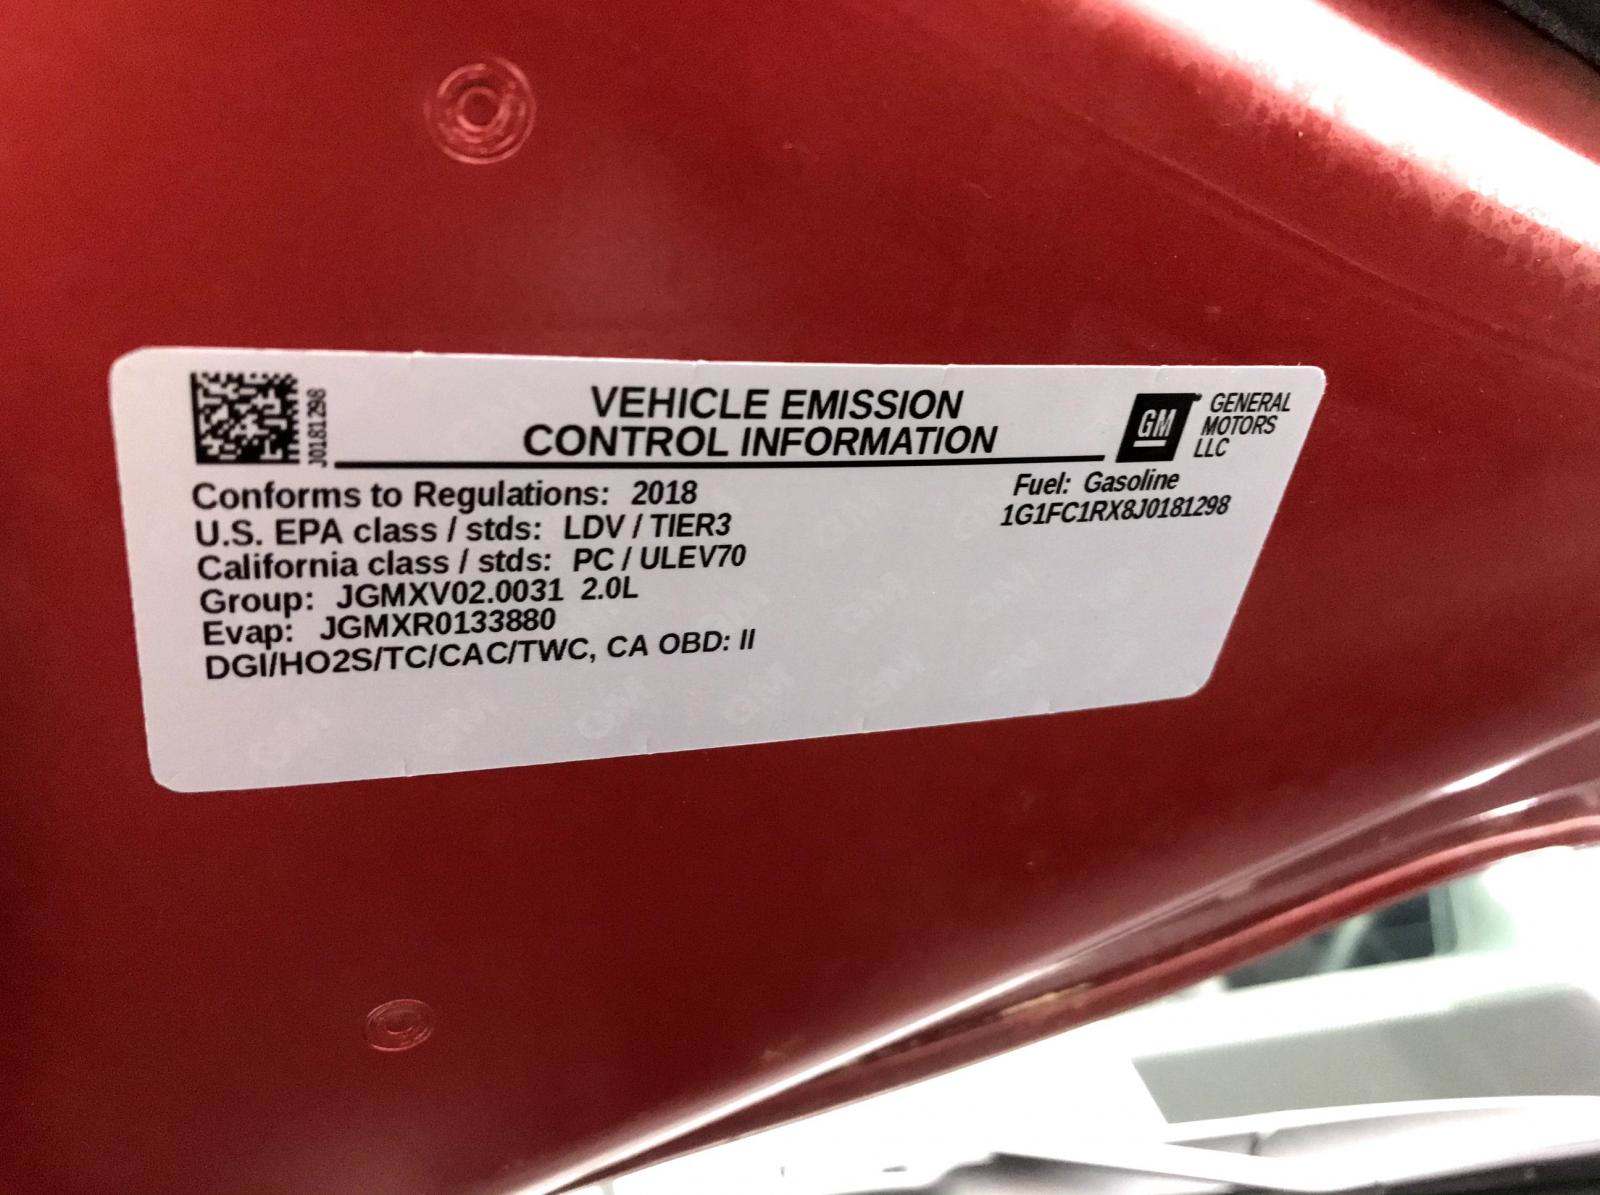 J0181298
VEHICLE EMISSION
CONTROL INFORMATION
GM
GENERAL
MOTORS
LLC
Conforms to Regulations: 2018
U.S. EPA class / stds: LDV / TIER3
California class / stds: PC / ULEV70
Group: JGMXV02.0031 2.0L
Evap: JGMXR0133880
DGI/HO2S/TC/CAC/TWC, CA OBD: II
Fuel: Gasoline
1G1FC1RX8J0181298